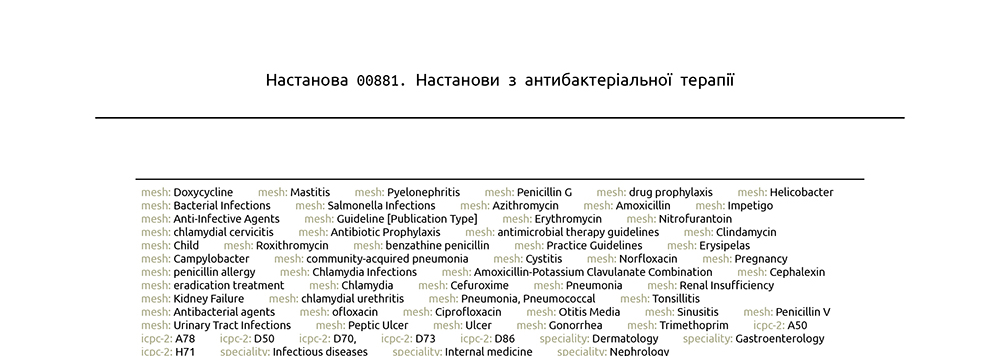 Настанова 00881. Настанови з антибактеріальної терапії
mesh: Doxycycline mesh: Mastitis mesh: Pyelonephritis mesh: Penicillin G mesh: drug prophylaxis mesh: Helicobacter
mesh: Bacterial Infections mesh: Salmonella Infections mesh: Azithromycin mesh: Amoxicillin mesh: Impetigo
mesh: Anti-Infective Agents mesh: Guideline [Publication Type] mesh: Erythromycin mesh: Nitrofurantoin
mesh: chlamydial cervicitis mesh: Antibiotic Prophylaxis mesh: antimicrobial therapy guidelines mesh: Clindamycin
mesh: Child mesh: Roxithromycin mesh: benzathine penicillin mesh: Practice Guidelines mesh: Erysipelas
mesh: Campylobacter mesh: community-acquired pneumonia mesh: Cystitis mesh: Norfloxacin mesh: Pregnancy
mesh: penicillin allergy mesh: Chlamydia Infections mesh: Amoxicillin-Potassium Clavulanate Combination mesh: Cephalexin
mesh: eradication treatment mesh: Chlamydia mesh: Cefuroxime mesh: Pneumonia mesh: Renal Insufficiency
mesh: Kidney Failure mesh: chlamydial urethritis mesh: Pneumonia, Pneumococcal mesh: Tonsillitis
mesh: Antibacterial agents mesh: ofloxacin mesh: Ciprofloxacin mesh: Otitis Media mesh: Sinusitis mesh: Penicillin V
mesh: Urinary Tract Infections mesh: Peptic Ulcer mesh: Ulcer mesh: Gonorrhea mesh: Trimethoprim icpc-2: A50
icpc-2: A78 icpc-2: D50 icpc-2: D70, icpc-2: D73 icpc-2: D86 speciality: Dermatology speciality: Gastroenterology
icpc-2: H71 speciality: Infectious diseases speciality: Internal medicine speciality: Nephrology